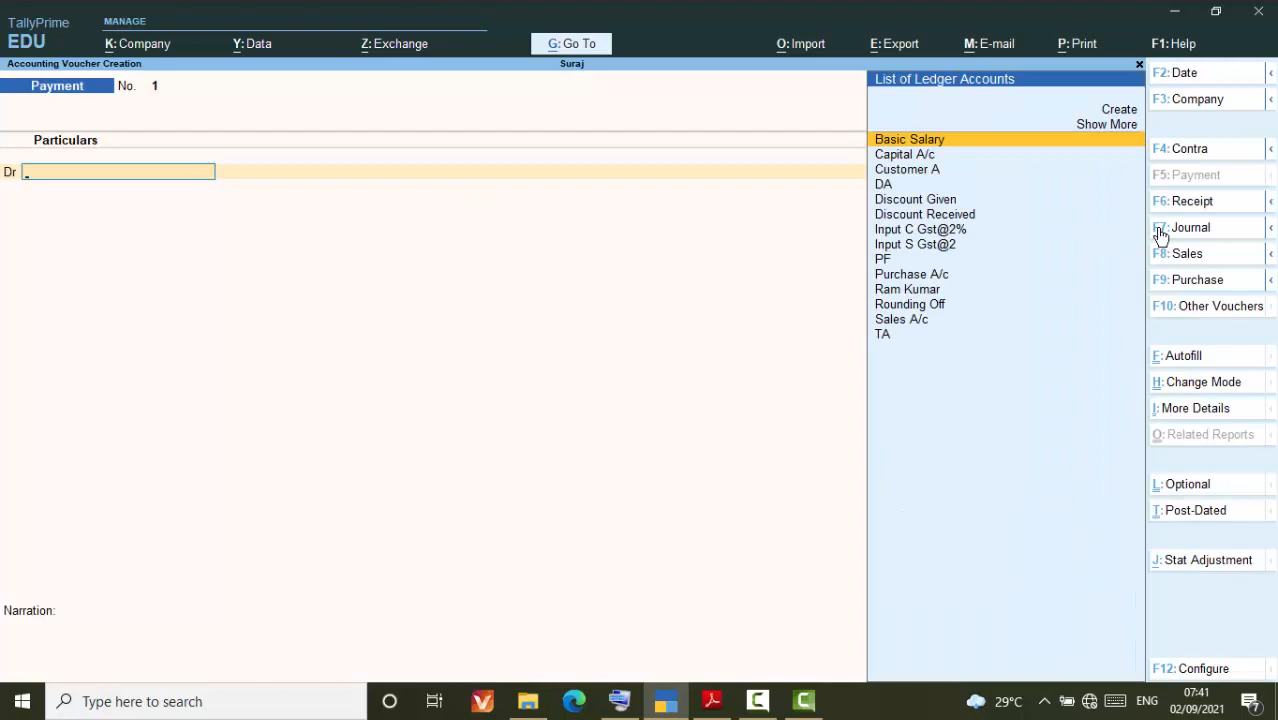 TallyPrime
EDU
MANAGE
K: Company
Y: Data
Z: Exchange
G: Go To
O: Import
E: Export
M: E-mail
P: Print
F1: Help
Accounting Voucher Creation
Suraj
Payment No. 1
Particulars
Dr
Narration:
List of Ledger Accounts
Create
Show More
Basic Salary
Capital A/c
Customer A
DA
Discount Given
Discount Received
Input C Gst@2%
Input S Gst@2
PF
Purchase A/c
Ram Kumar
Rounding Off
Sales A/c
TA
F2: Date
F3: Company
F4: Contra
F5: Payment
F6: Receipt
F7: Journal
F8: Sales
F9: Purchase
F10: Other Vouchers
F: Autofill
H: Change Mode
I: More Details
O: Related Reports
L: Optional
T: Post-Dated
J: Stat Adjustment
F12: Configure
Type here to search
29°C
ENG
07:41
02/09/2021
7